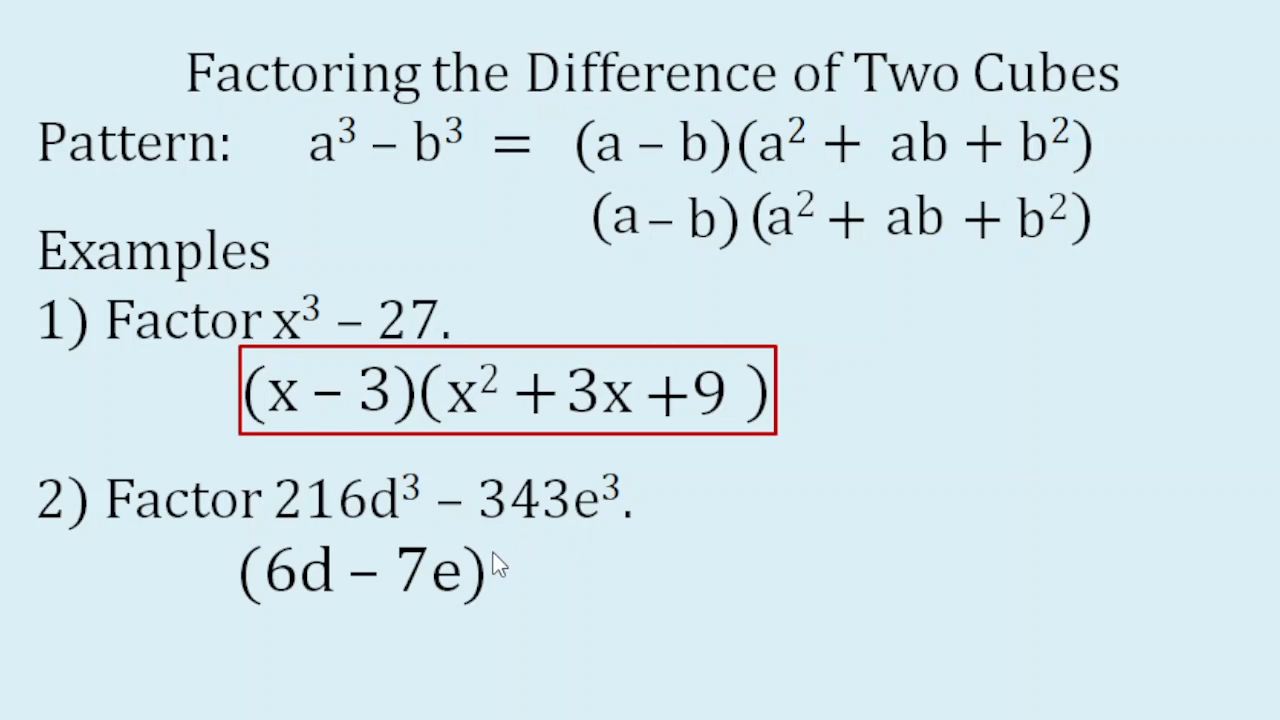 Factoring the Difference of Two Cubes
Pattern: a³ – b³ = (a – b)(a² + ab + b²)
(a – b) (a² + ab + b²)
Examples
1) Factor x³ – 27.
(x – 3)(x² + 3x +9 )
2) Factor 216d³ – 343e³.
(6d – 7e)